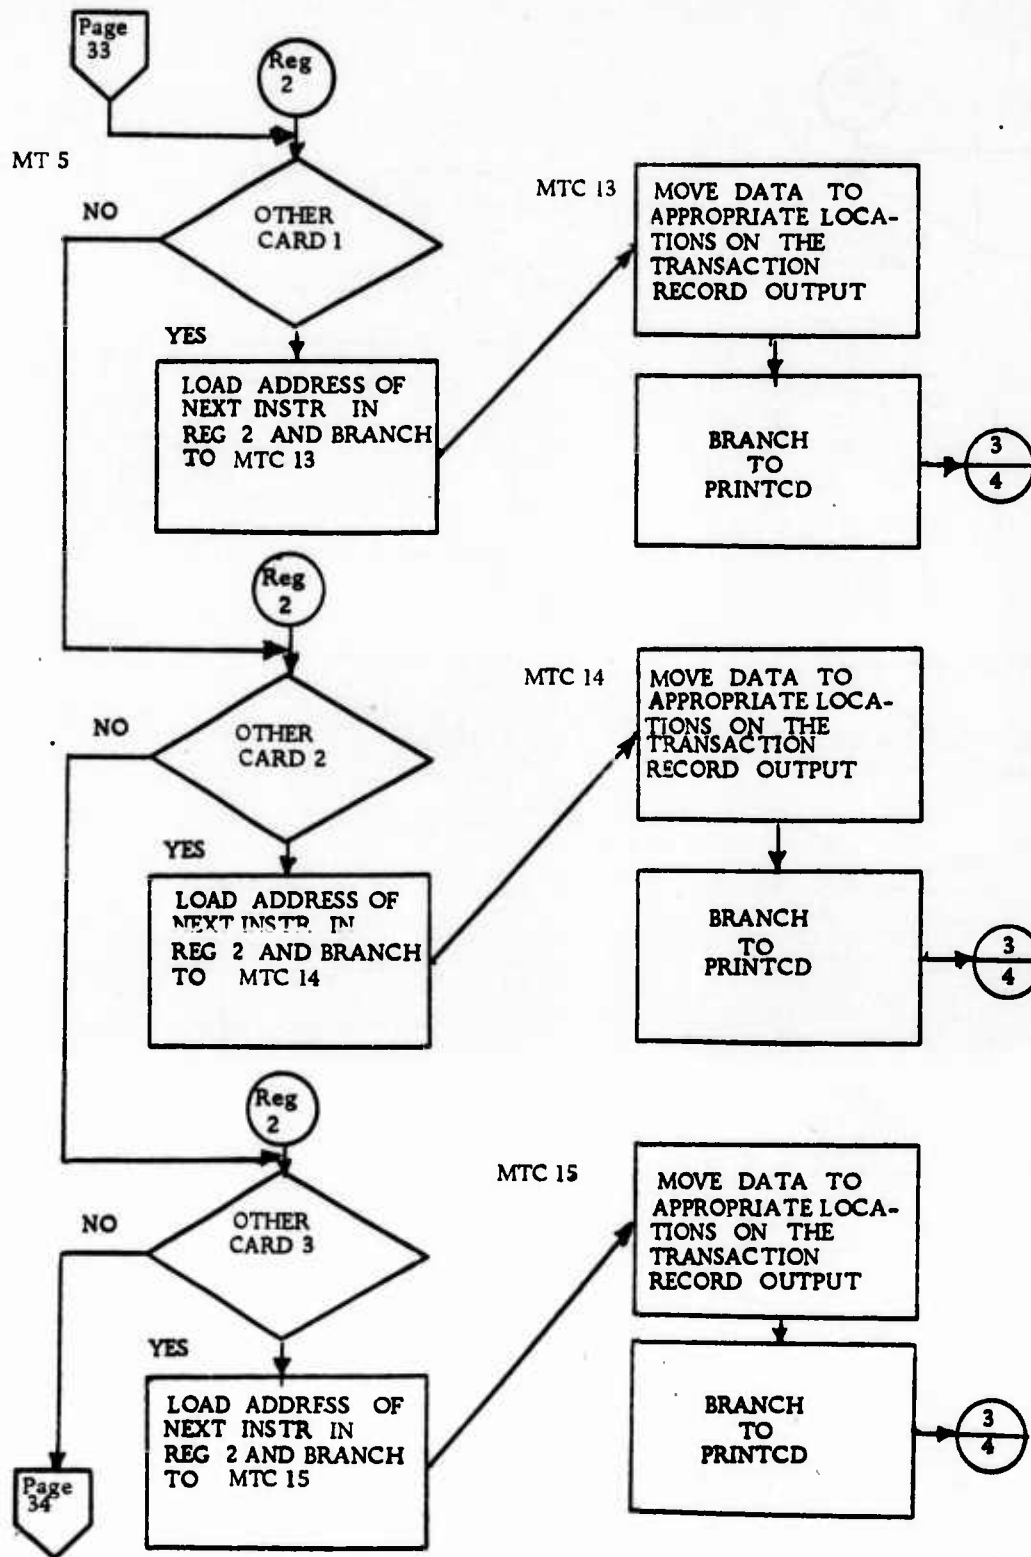 Page
33
Reg
2
MT 5
NO
OTHER
CARD 1
YES
LOAD ADDRESS OF
NEXT INSTR IN
REG 2 AND BRANCH
TO MTC 13
MTC 13
MOVE DATA TO
APPROPRIATE LOCA-
TIONS ON THE
TRANSACTION
RECORD OUTPUT
BRANCH
TO
PRINTCD
3
4
Reg
2
NO
OTHER
CARD 2
YES
LOAD ADDRESS OF
NEXT INSTR IN
REG 2 AND BRANCH
TO MTC 14
MTC 14
MOVE DATA TO
APPROPRIATE LOCA-
TIONS ON THE
TRANSACTION
RECORD OUTPUT
BRANCH
TO
PRINTCD
3
4
Reg
2
NO
OTHER
CARD 3
YES
LOAD ADDRESS OF
NEXT INSTR IN
REG 2 AND BRANCH
TO MTC 15
MTC 15
MOVE DATA TO
APPROPRIATE LOCA-
TIONS ON THE
TRANSACTION
RECORD OUTPUT
BRANCH
TO
PRINTCD
3
4
Page
34